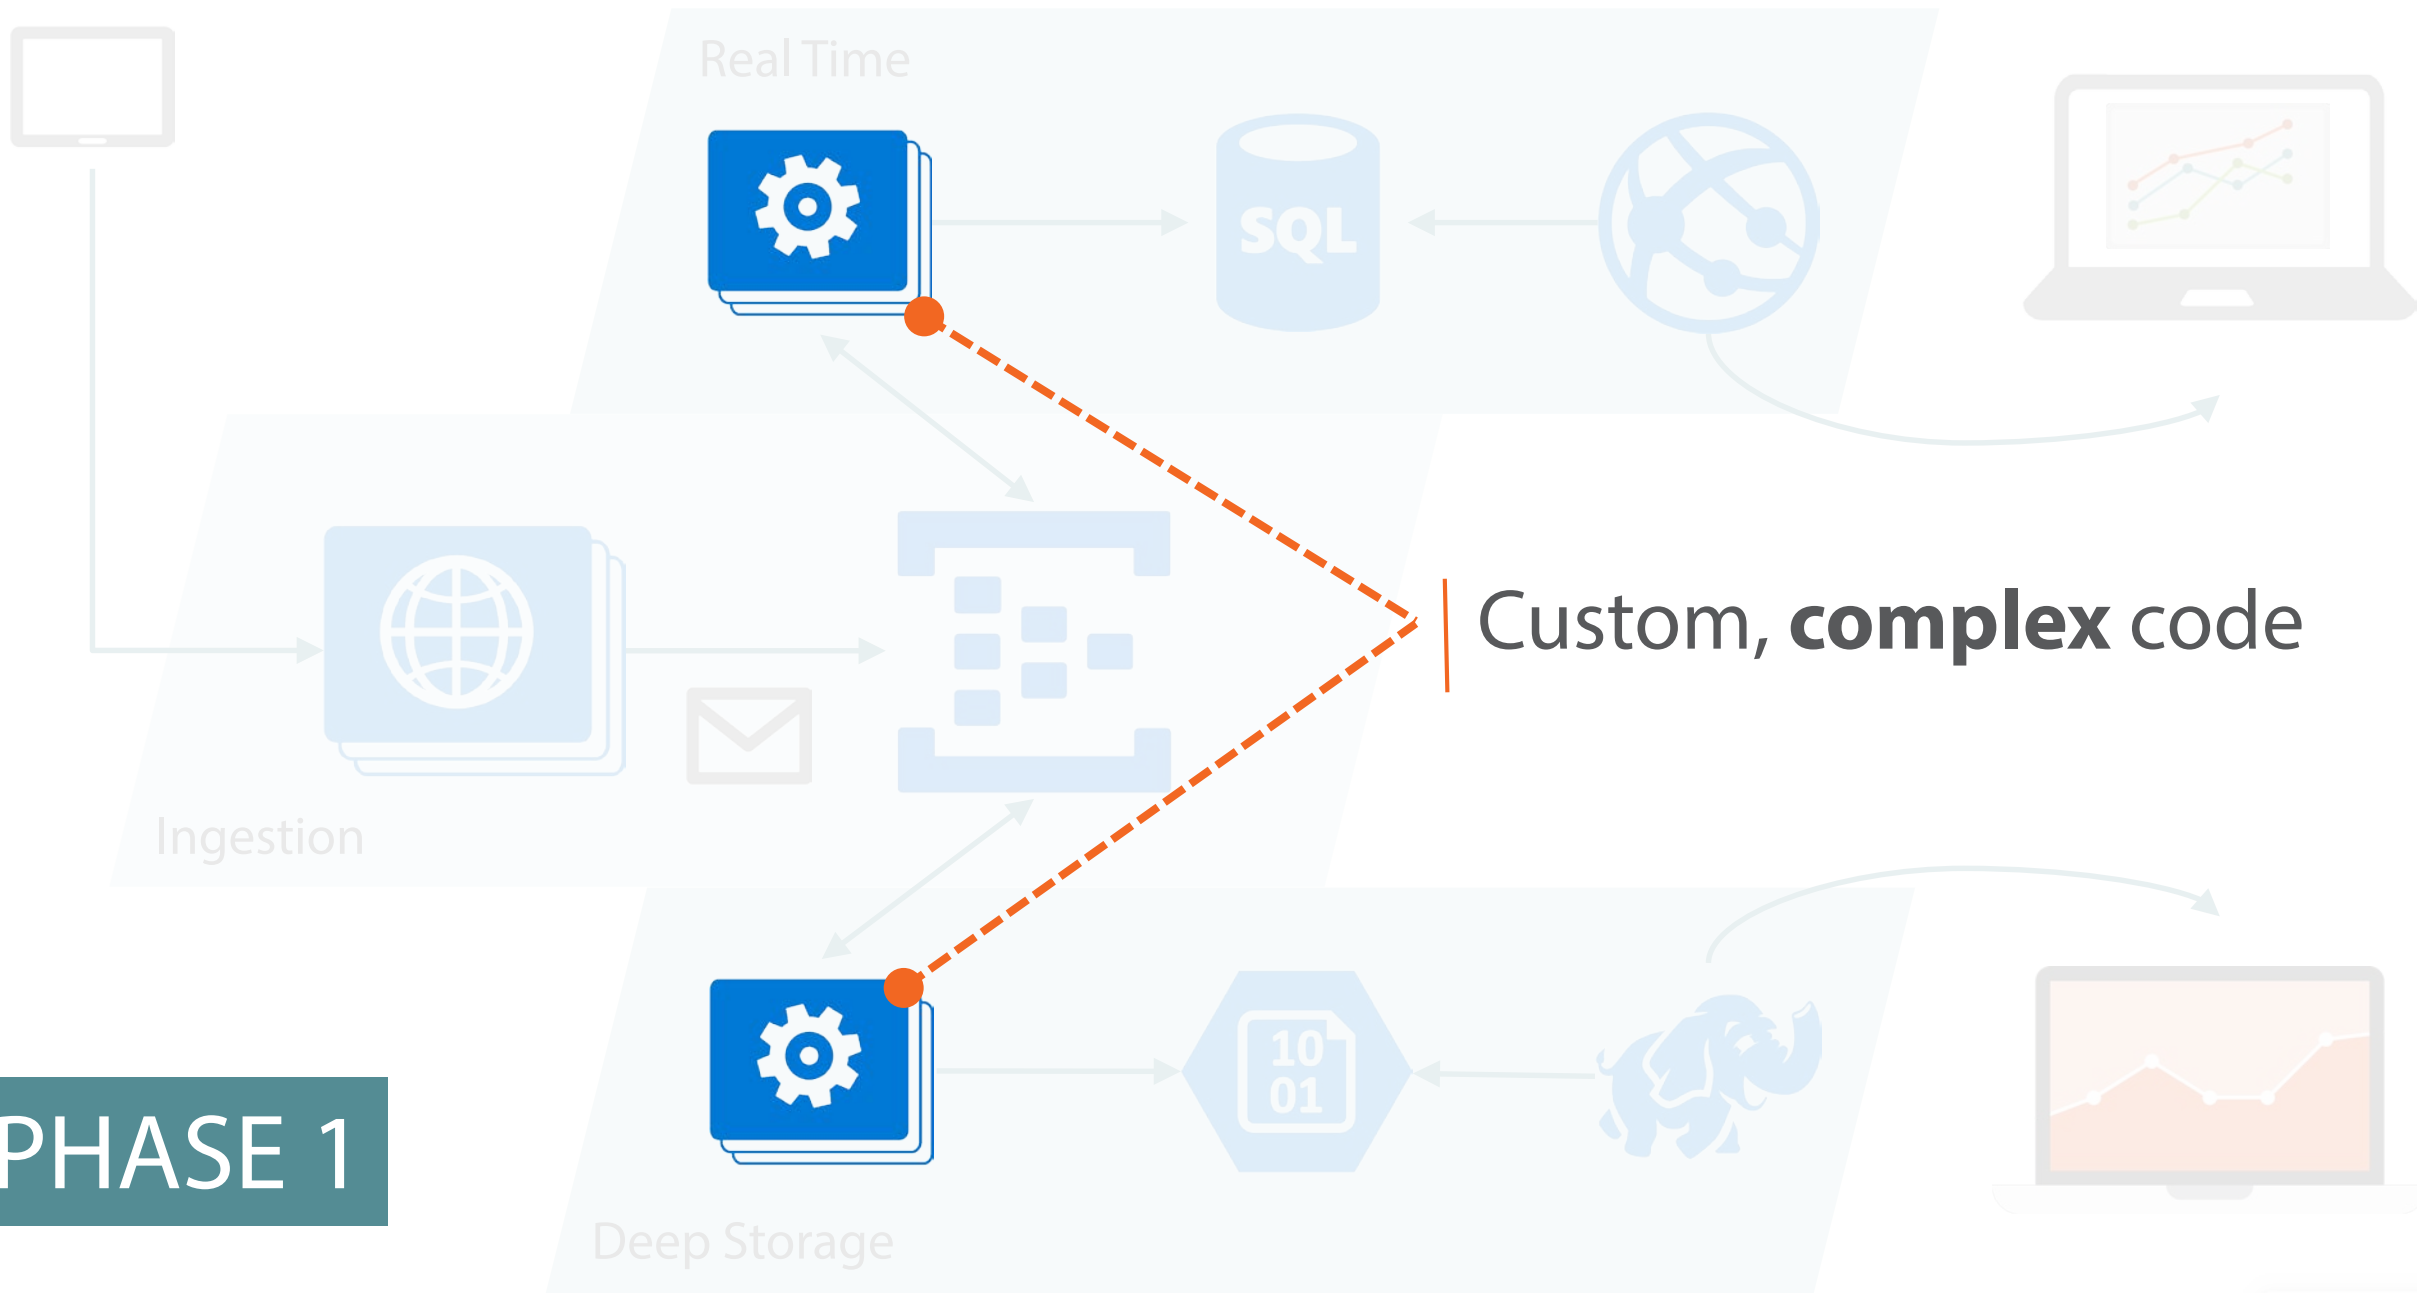 Real Time
SQL
Custom, complex code
Ingestion
10
01
PHASE 1
Deep Storage